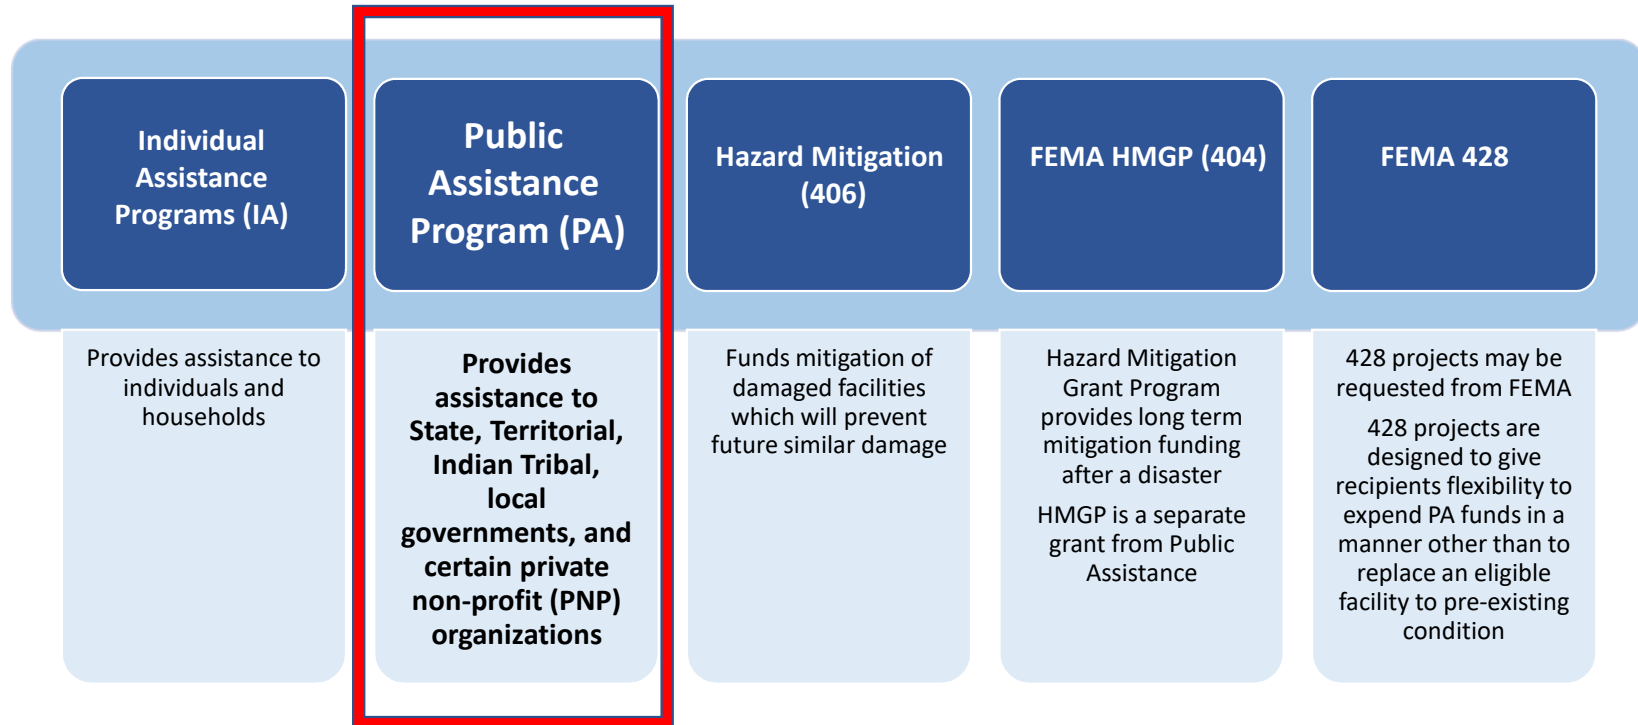 Individual
Assistance
Programs (IA)
Public
Assistance
Program (PA)
Hazard Mitigation
(406)
FEMA HMGP (404)
FEMA 428
Provides assistance to
individuals and
households
Provides
assistance to
State, Territorial,
Indian Tribal,
local
governments, and
certain private
non-profit (PNP)
organizations
Funds mitigation of
damaged facilities
which will prevent
future similar damage
Hazard Mitigation
Grant Program
provides long term
mitigation funding
after a disaster
HMGP is a separate
grant from Public
Assistance
428 projects may be
requested from FEMA
428 projects are
designed to give
recipients flexibility to
expend PA funds in a
manner other than to
replace an eligible
facility to pre-existing
condition